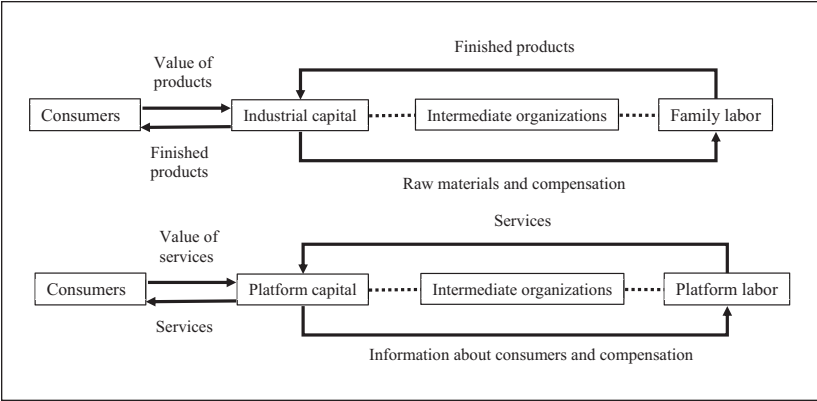 Finished products
Value of
products
Consumers
Industrial capital
Intermediate organizations
Family labor
Finished
products
Raw materials and compensation
Services
Value of
services
Consumers
Platform capital
Intermediate organizations
Platform labor
Services
Information about consumers and compensation